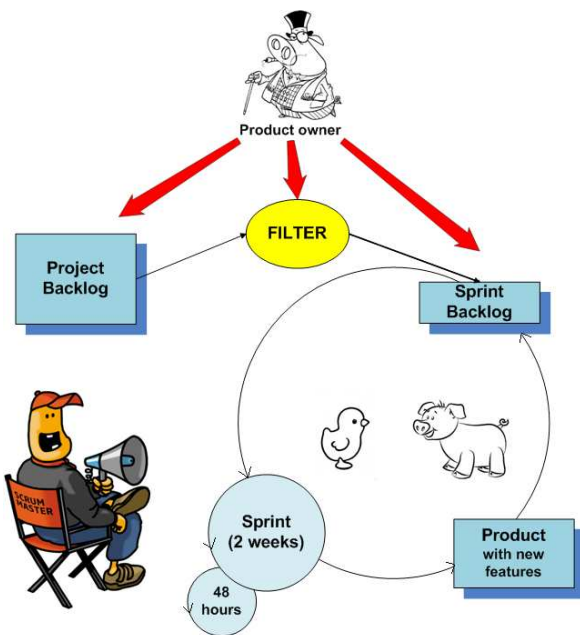 Product owner
FILTER
Project
Backlog
Sprint
Backlog
SCRUM
MASTER
Sprint
(2 weeks)
Product
with new
features
48
hours